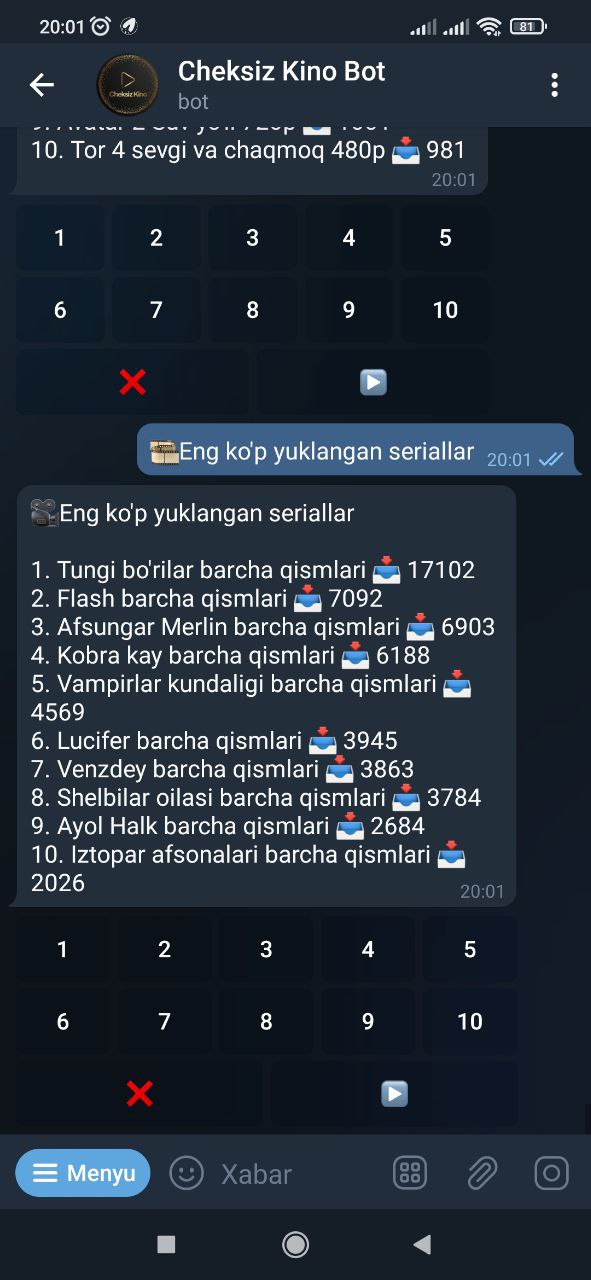 20:01
81
Cheksiz Kino Bot
Cheksiz Kino
bot
10. Tor 4 sevgi va chaqmoq 480p 📥 981
20:01
1 2 3 4 5
6 7 8 9 10
Eng ko'p yuklangan seriallar 20:01
Eng ko'p yuklangan seriallar
1. Tungi bo'rilar barcha qismlari 📥 17102
2. Flash barcha qismlari 📥 7092
3. Afsungar Merlin barcha qismlari 📥 6903
4. Kobra kay barcha qismlari 📥 6188
5. Vampirlar kundaligi barcha qismlari 📥
4569
6. Lucifer barcha qismlari 📥 3945
7. Venzdey barcha qismlari 📥 3863
8. Shelbilar oilasi barcha qismlari 📥 3784
9. Ayol Halk barcha qismlari 📥 2684
10. Iztopar afsonalari barcha qismlari 📥
2026
20:01
1 2 3 4 5
6 7 8 9 10
Menyu
Xabar